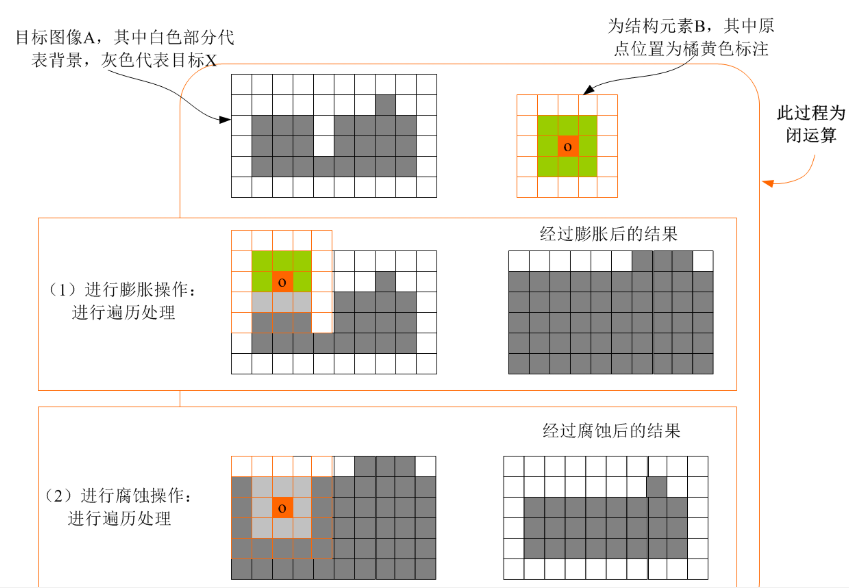 目标图像A，其中白色部分代
表背景，灰色代表目标X
为结构元素B，其中原
点位置为橘黄色标注
此过程为
闭运算
o
经过膨胀后的结果
（1）进行膨胀操作：
进行遍历处理
o
经过腐蚀后的结果
（2）进行腐蚀操作：
进行遍历处理
o